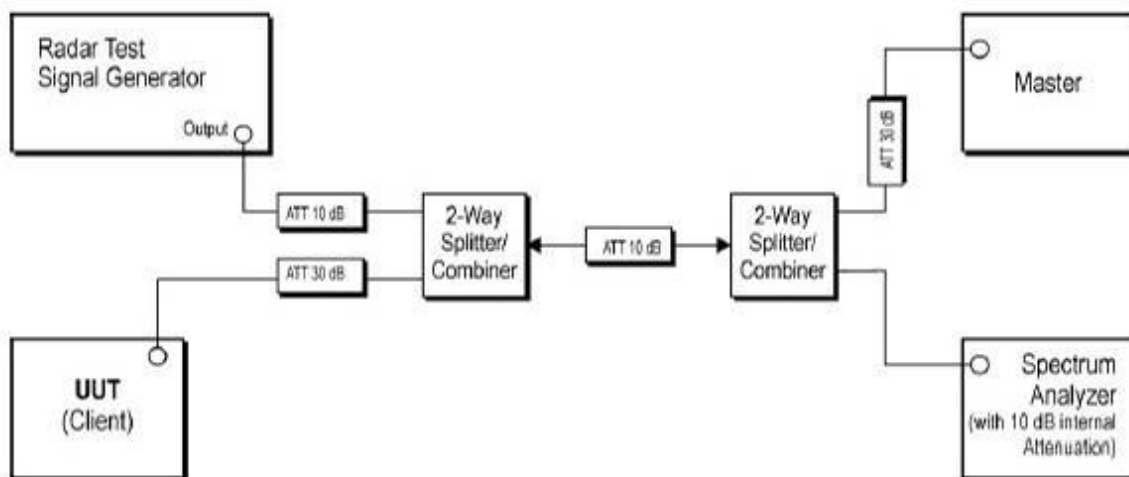 Radar Test
Signal Generator
Output
ATT 10 dB
2-Way
Splitter/
Combiner
ATT 30 dB
UUT
(Client)
ATT 10 dB
2-Way
Splitter/
Combiner
ATT 30 dB
Master
Spectrum
Analyzer
(with 10 dB internal
Attenuation)